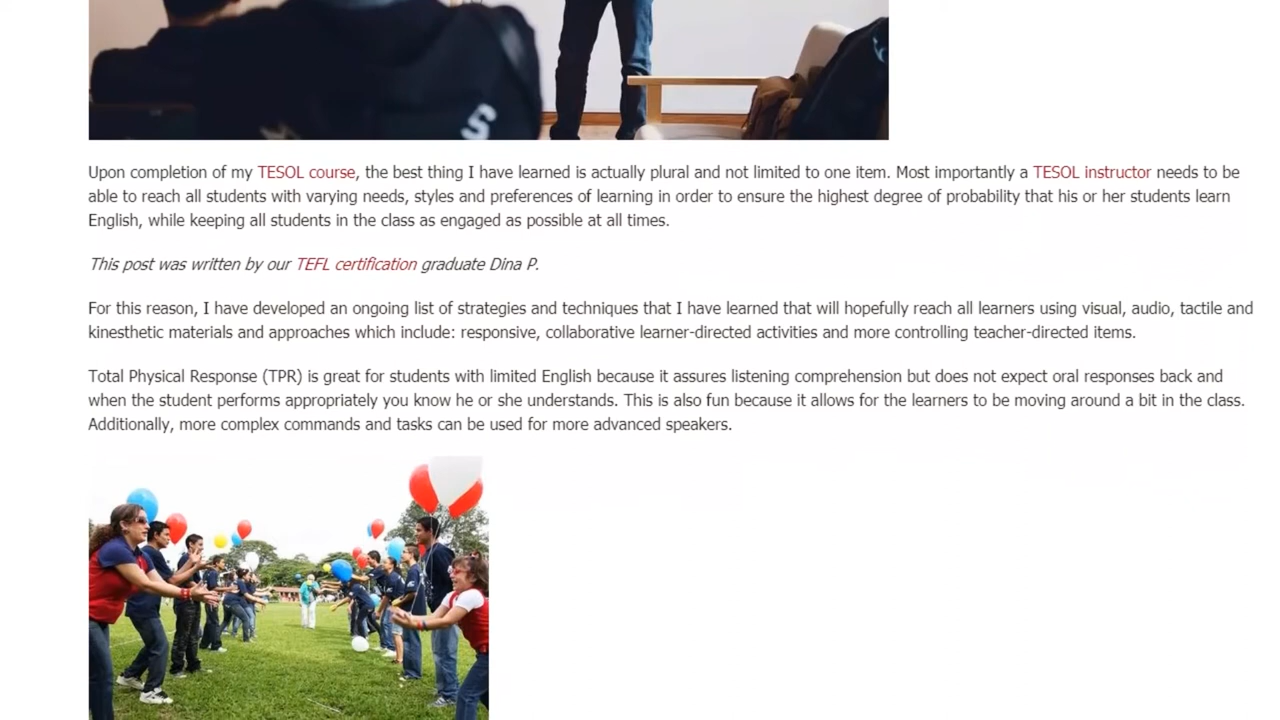 S
Upon completion of my TESOL course, the best thing I have learned is actually plural and not limited to one item. Most importantly a TESOL instructor needs to be
able to reach all students with varying needs, styles and preferences of learning in order to ensure the highest degree of probability that his or her students learn
English, while keeping all students in the class as engaged as possible at all times.
This post was written by our TEFL certification graduate Dina P.
For this reason, I have developed an ongoing list of strategies and techniques that I have learned that will hopefully reach all learners using visual, audio, tactile and
kinesthetic materials and approaches which include: responsive, collaborative learner-directed activities and more controlling teacher-directed items.
Total Physical Response (TPR) is great for students with limited English because it assures listening comprehension but does not expect oral responses back and
when the student performs appropriately you know he or she understands. This is also fun because it allows for the learners to be moving around a bit in the class.
Additionally, more complex commands and tasks can be used for more advanced speakers.